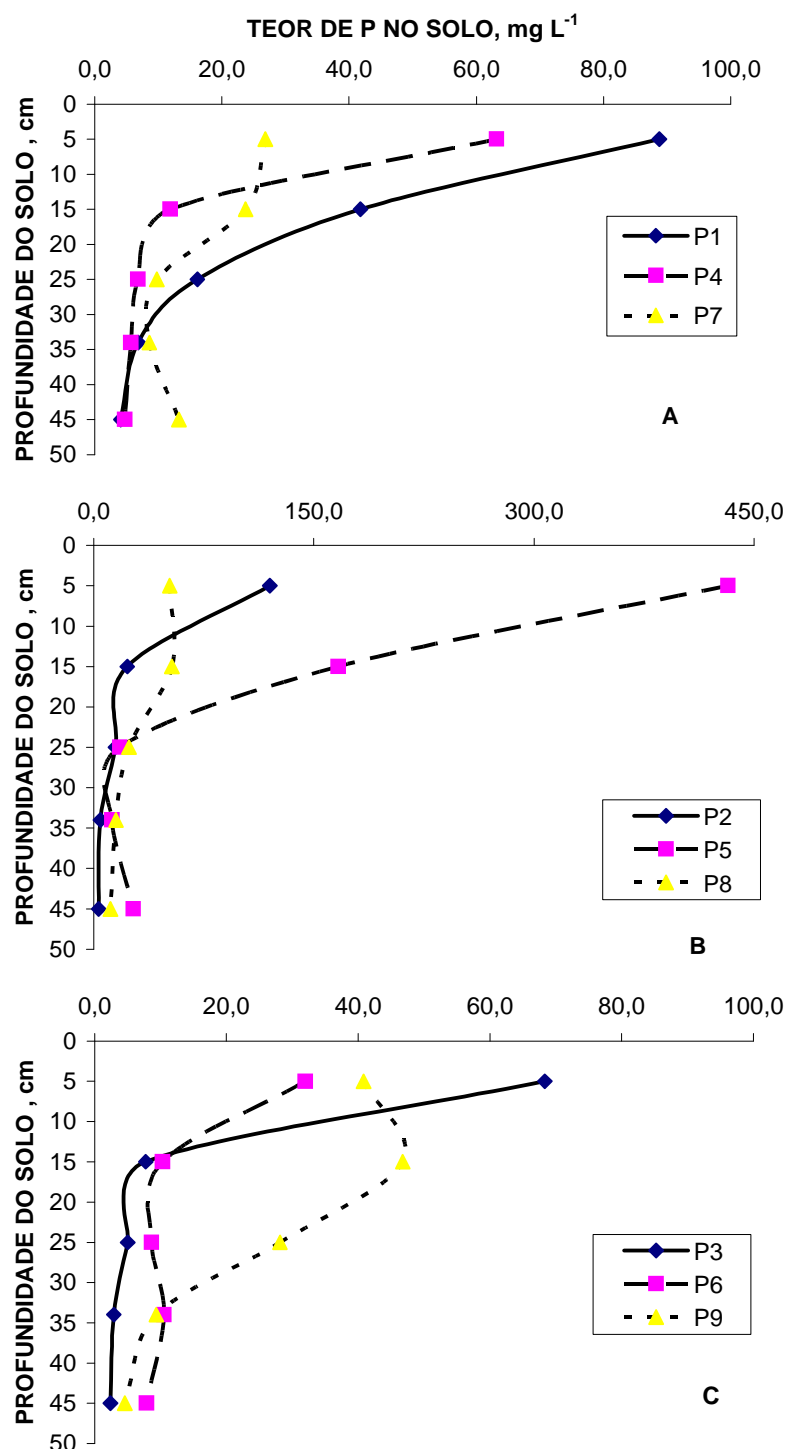 TEOR DE P NO SOLO, mg L-1
0,0 20,0 40,0 60,0 80,0 100,0
0
5
10
15
20
25
30
35
40
45
50
PROFUNDIDADE DO SOLO , cm
P1
P4
P7
A
0,0 150,0 300,0 450,0
0
5
10
15
20
25
30
35
40
45
50
PROFUNDIDADE DO SOLO , cm
P2
P5
P8
B
0,0 20,0 40,0 60,0 80,0 100,0
0
5
10
15
20
25
30
35
40
45
50
PROFUNDIDADE DO SOLO , cm
P3
P6
P9
C